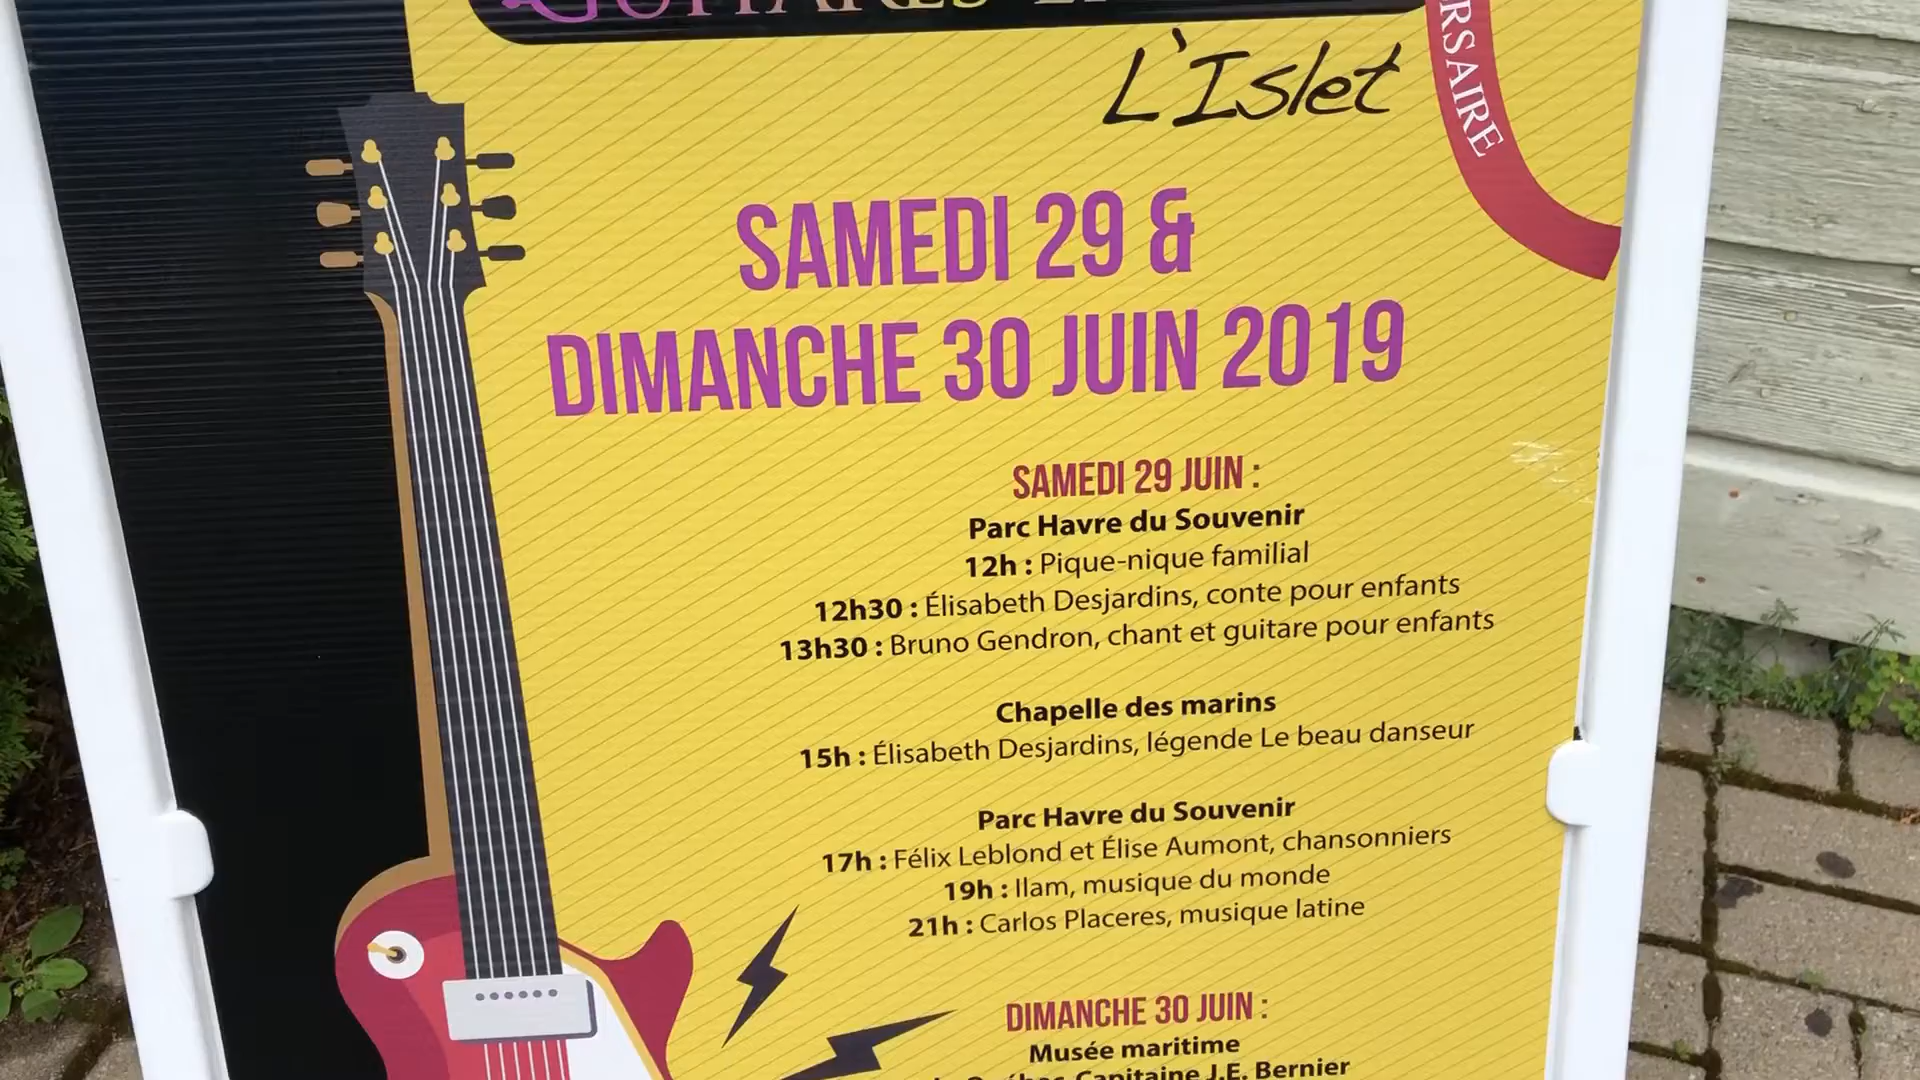 L'Islet
SAMEDI 29 &
DIMANCHE 30 JUIN 2019
SAMEDI 29 JUIN :
Parc Havre du Souvenir
12h : Pique-nique familial
12h30 : Élisabeth Desjardins, conte pour enfants
13h30 : Bruno Gendron, chant et guitare pour enfants
Chapelle des marins
15h : Élisabeth Desjardins, légende Le beau danseur
Parc Havre du Souvenir
17h : Félix Leblond et Élise Aumont, chansonniers
19h : Ilam, musique du monde
21h : Carlos Placeres, musique latine
DIMANCHE 30 JUIN :
Musée maritime
Québec-Capitaine J.E. Bernier